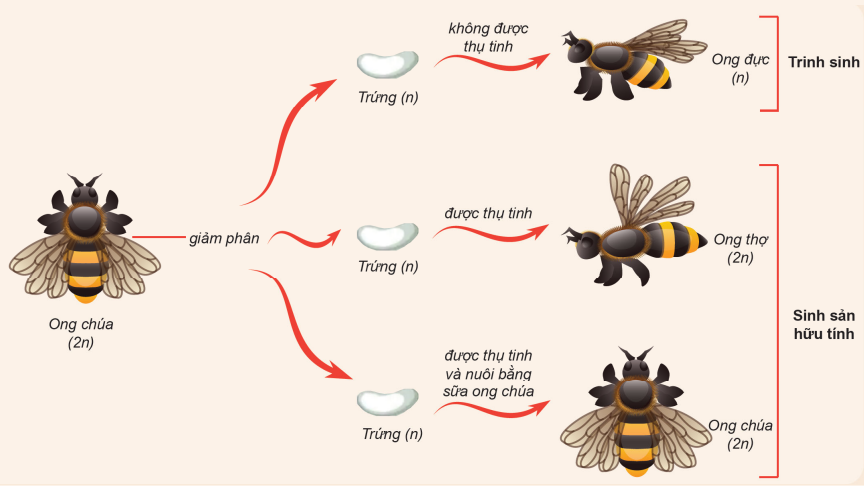 không được
thụ tinh
Trứng (n)
Ong đực
(n)
Trinh sinh
Ong chúa
(2n)
giảm phân
được thụ tinh
Trứng (n)
Ong thợ
(2n)
Sinh sản
hữu tính
được thụ tinh
và nuôi bằng
sữa ong chúa
Trứng (n)
Ong chúa
(2n)